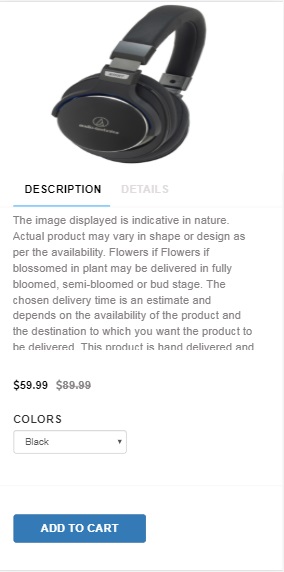 audio-technica
DESCRIPTION DETAILS
The image displayed is indicative in nature.
Actual product may vary in shape or design as
per the availability. Flowers if Flowers if
blossomed in plant may be delivered in fully
bloomed, semi-bloomed or bud stage. The
chosen delivery time is an estimate and
depends on the availability of the product and
the destination to which you want the product to
be delivered. This product is hand delivered and
$59.99 $89.99
COLORS
Black
ADD TO CART